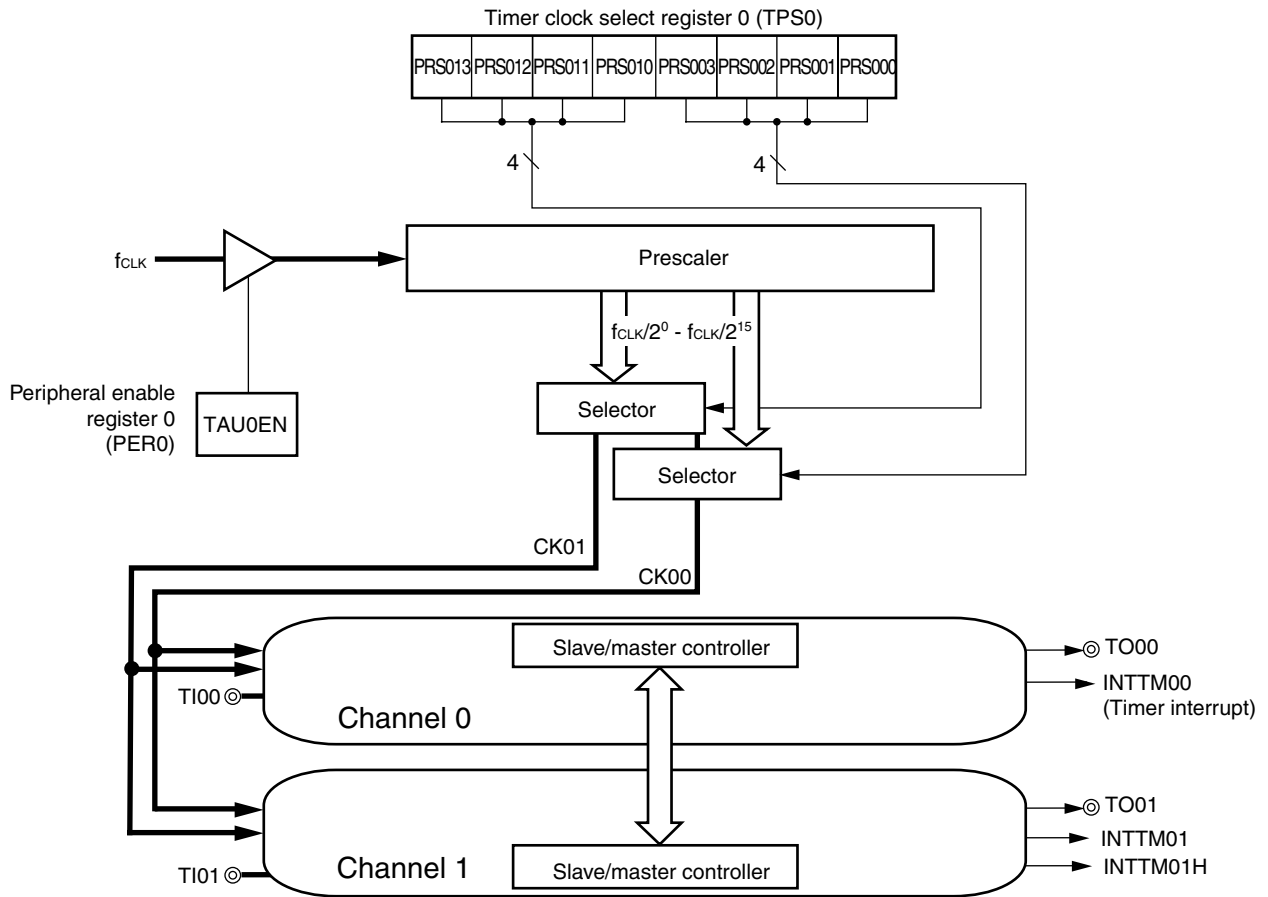 Timer clock select register 0 (TPS0)
PRS013 PRS012 PRS011 PRS010 PRS003 PRS002 PRS001 PRS000
4
4
fCLK
Prescaler
fCLK/2⁰ - fCLK/2¹⁵
Peripheral enable
register 0
(PER0)
TAU0EN
Selector
Selector
CK01
CK00
Slave/master controller
TI00
Channel 0
TO00
INTTM00
(Timer interrupt)
TI01
Channel 1
Slave/master controller
TO01
INTTM01
INTTM01H